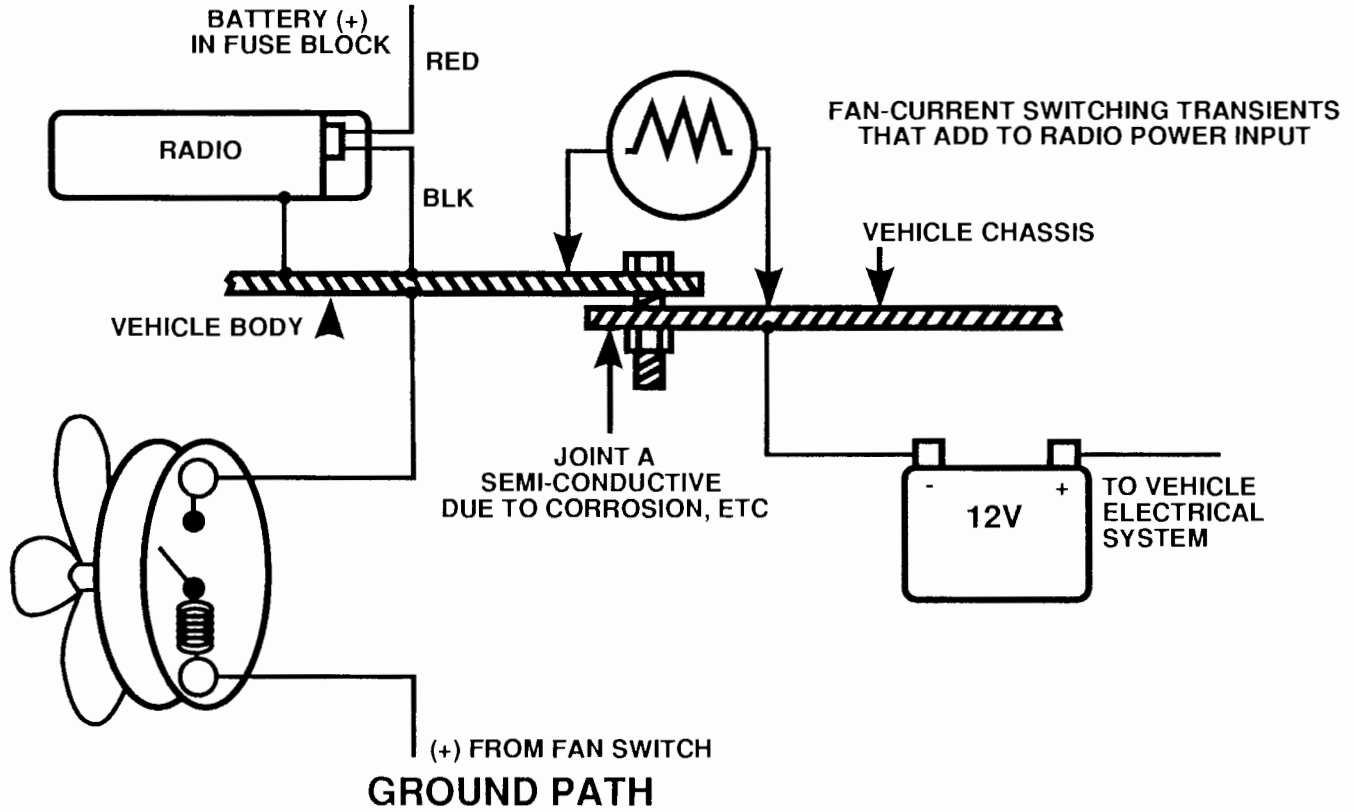 BATTERY (+)
IN FUSE BLOCK
RED
RADIO
BLK
FAN-CURRENT SWITCHING TRANSIENTS
THAT ADD TO RADIO POWER INPUT
VEHICLE CHASSIS
VEHICLE BODY
JOINT A
SEMI-CONDUCTIVE
DUE TO CORROSION, ETC
- +
12V
TO VEHICLE
ELECTRICAL
SYSTEM
(+) FROM FAN SWITCH
GROUND PATH